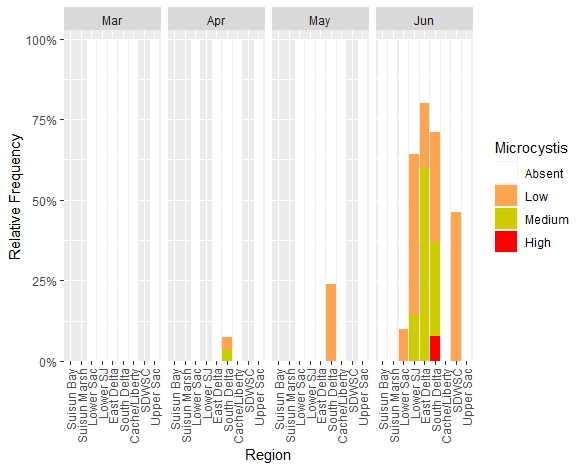 Mar Apr May Jun
100%
75%
50%
25%
0%
Relative Frequency
Suisun Bay Suisun Marsh Lower Sac Lower SJ East Delta South Delta Cache/Liberty SDWSC Upper Sac
Suisun Bay Suisun Marsh Lower Sac Lower SJ East Delta South Delta Cache/Liberty SDWSC Upper Sac
Suisun Bay Suisun Marsh Lower Sac Lower SJ East Delta South Delta Cache/Liberty SDWSC Upper Sac
Suisun Bay Suisun Marsh Lower Sac Lower SJ East Delta South Delta Cache/Liberty SDWSC Upper Sac
Region
Microcystis
Absent
Low
Medium
High